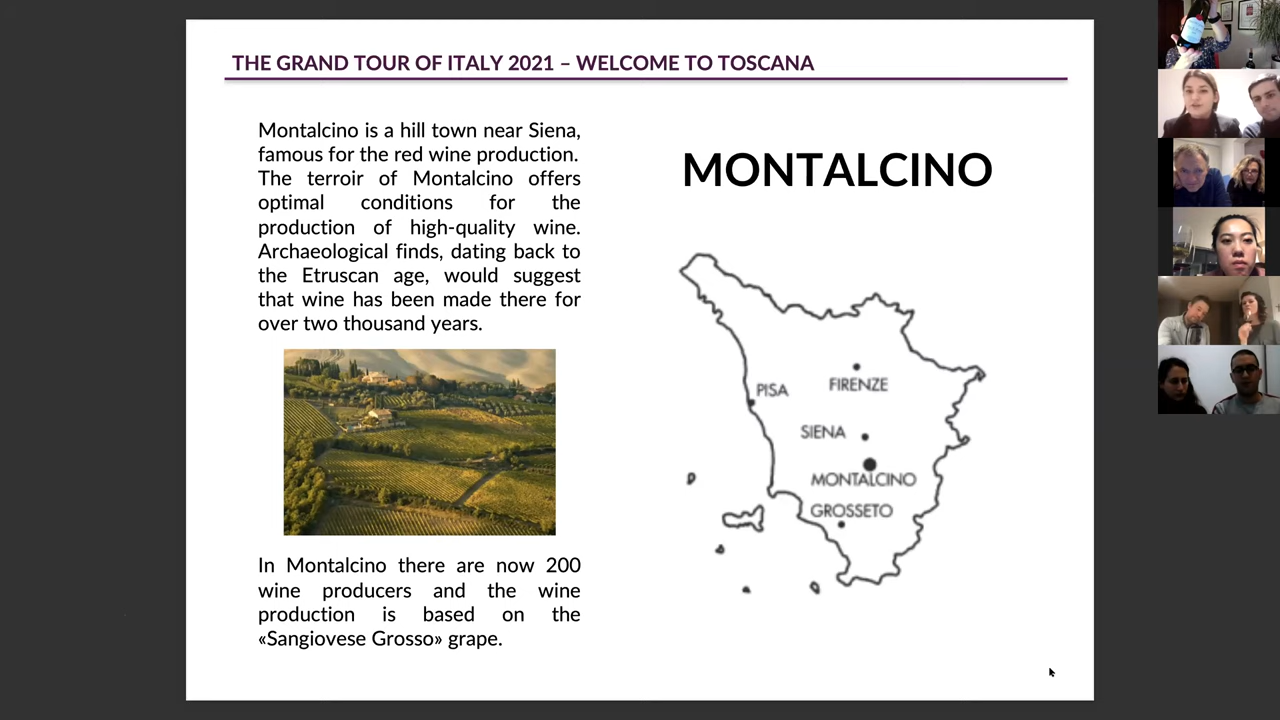 THE GRAND TOUR OF ITALY 2021 – WELCOME TO TOSCANA
Montalcino is a hill town near Siena,
famous for the red wine production.
The terroir of Montalcino offers
optimal conditions for the
production of high-quality wine.
Archaeological finds, dating back to
the Etruscan age, would suggest
that wine has been made there for
over two thousand years.
In Montalcino there are now 200
wine producers and the wine
production is based on the
«Sangiovese Grosso» grape.
MONTALCINO
PISA
FIRENZE
SIENA
MONTALCINO
GROSSETO